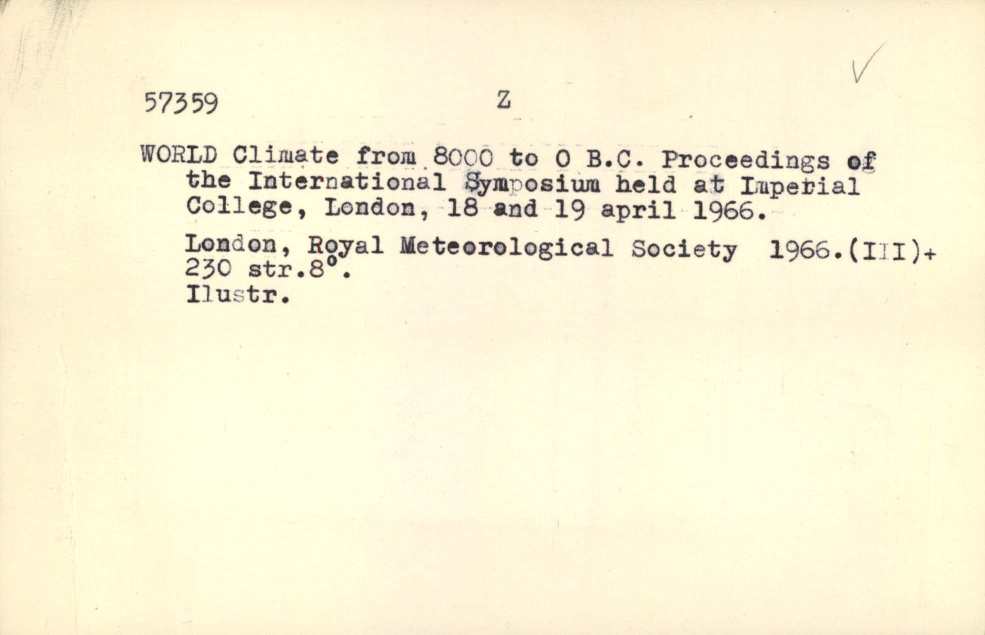 57359 Z
WORLD Climate from 8000 to 0 B.C. Proceedings of
the International Symposium held at Imperial
College, London, 18 and 19 april 1966.
London, Royal Meteorological Society 1966.(III)+
230 str.8°.
Ilustr.